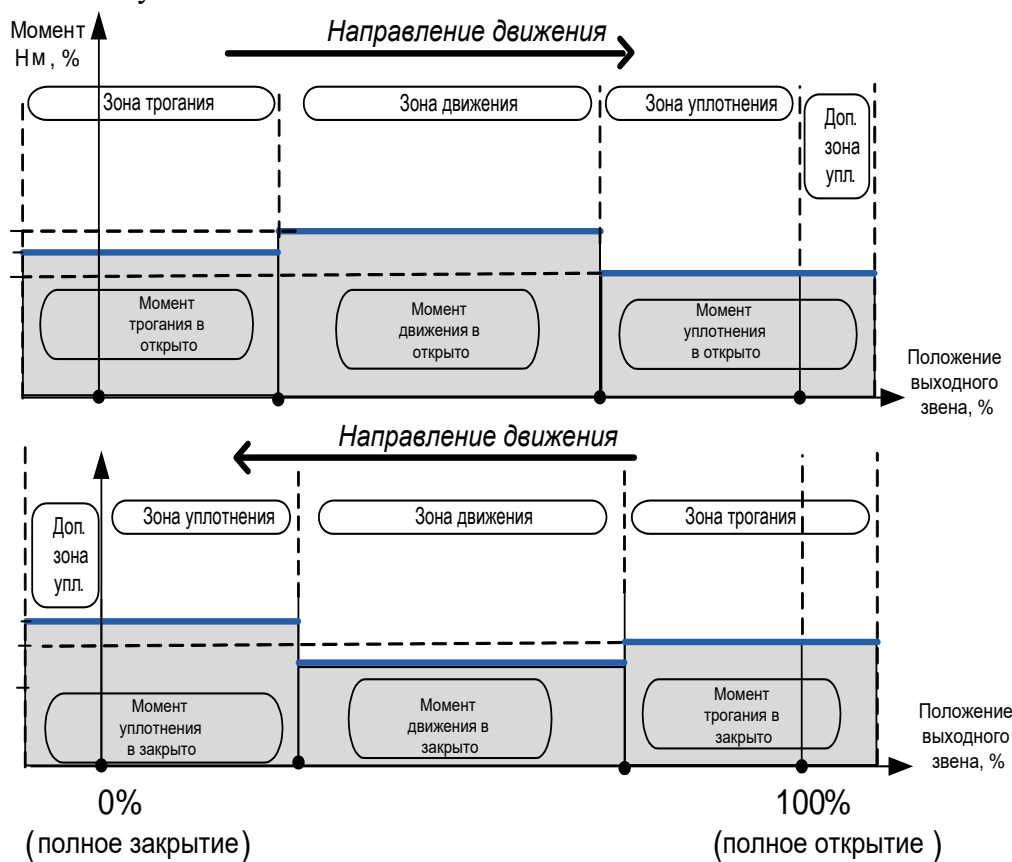 Момент
Нм, %
Направление движения
Зона трогания
Зона движения
Зона уплотнения
Доп.
зона
упл.
Момент
трогания в
открыто
Момент
движения в
открыто
Момент
уплотнения
в открыто
Положение
выходного
звена, %
Направление движения
Доп.
зона
упл.
Зона уплотнения
Зона движения
Зона трогания
Момент
уплотнения
в закрыто
Момент
движения в
закрыто
Момент
трогания в
закрыто
Положение
выходного
звена, %
0%
(полное закрытие)
100%
(полное открытие )